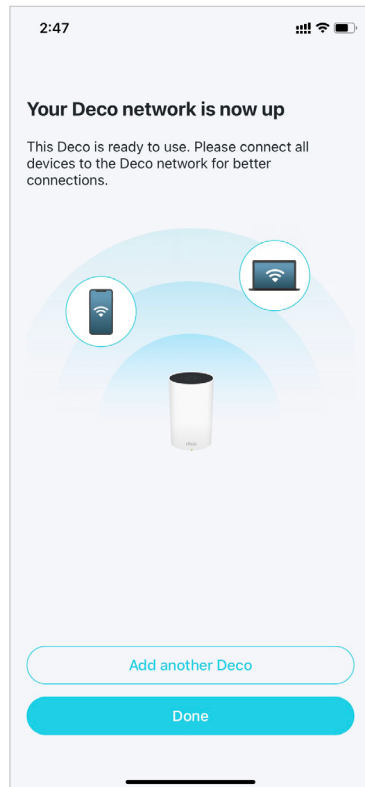 2:47
Your Deco network is now up
This Deco is ready to use. Please connect all
devices to the Deco network for better
connections.
deco
Add another Deco
Done